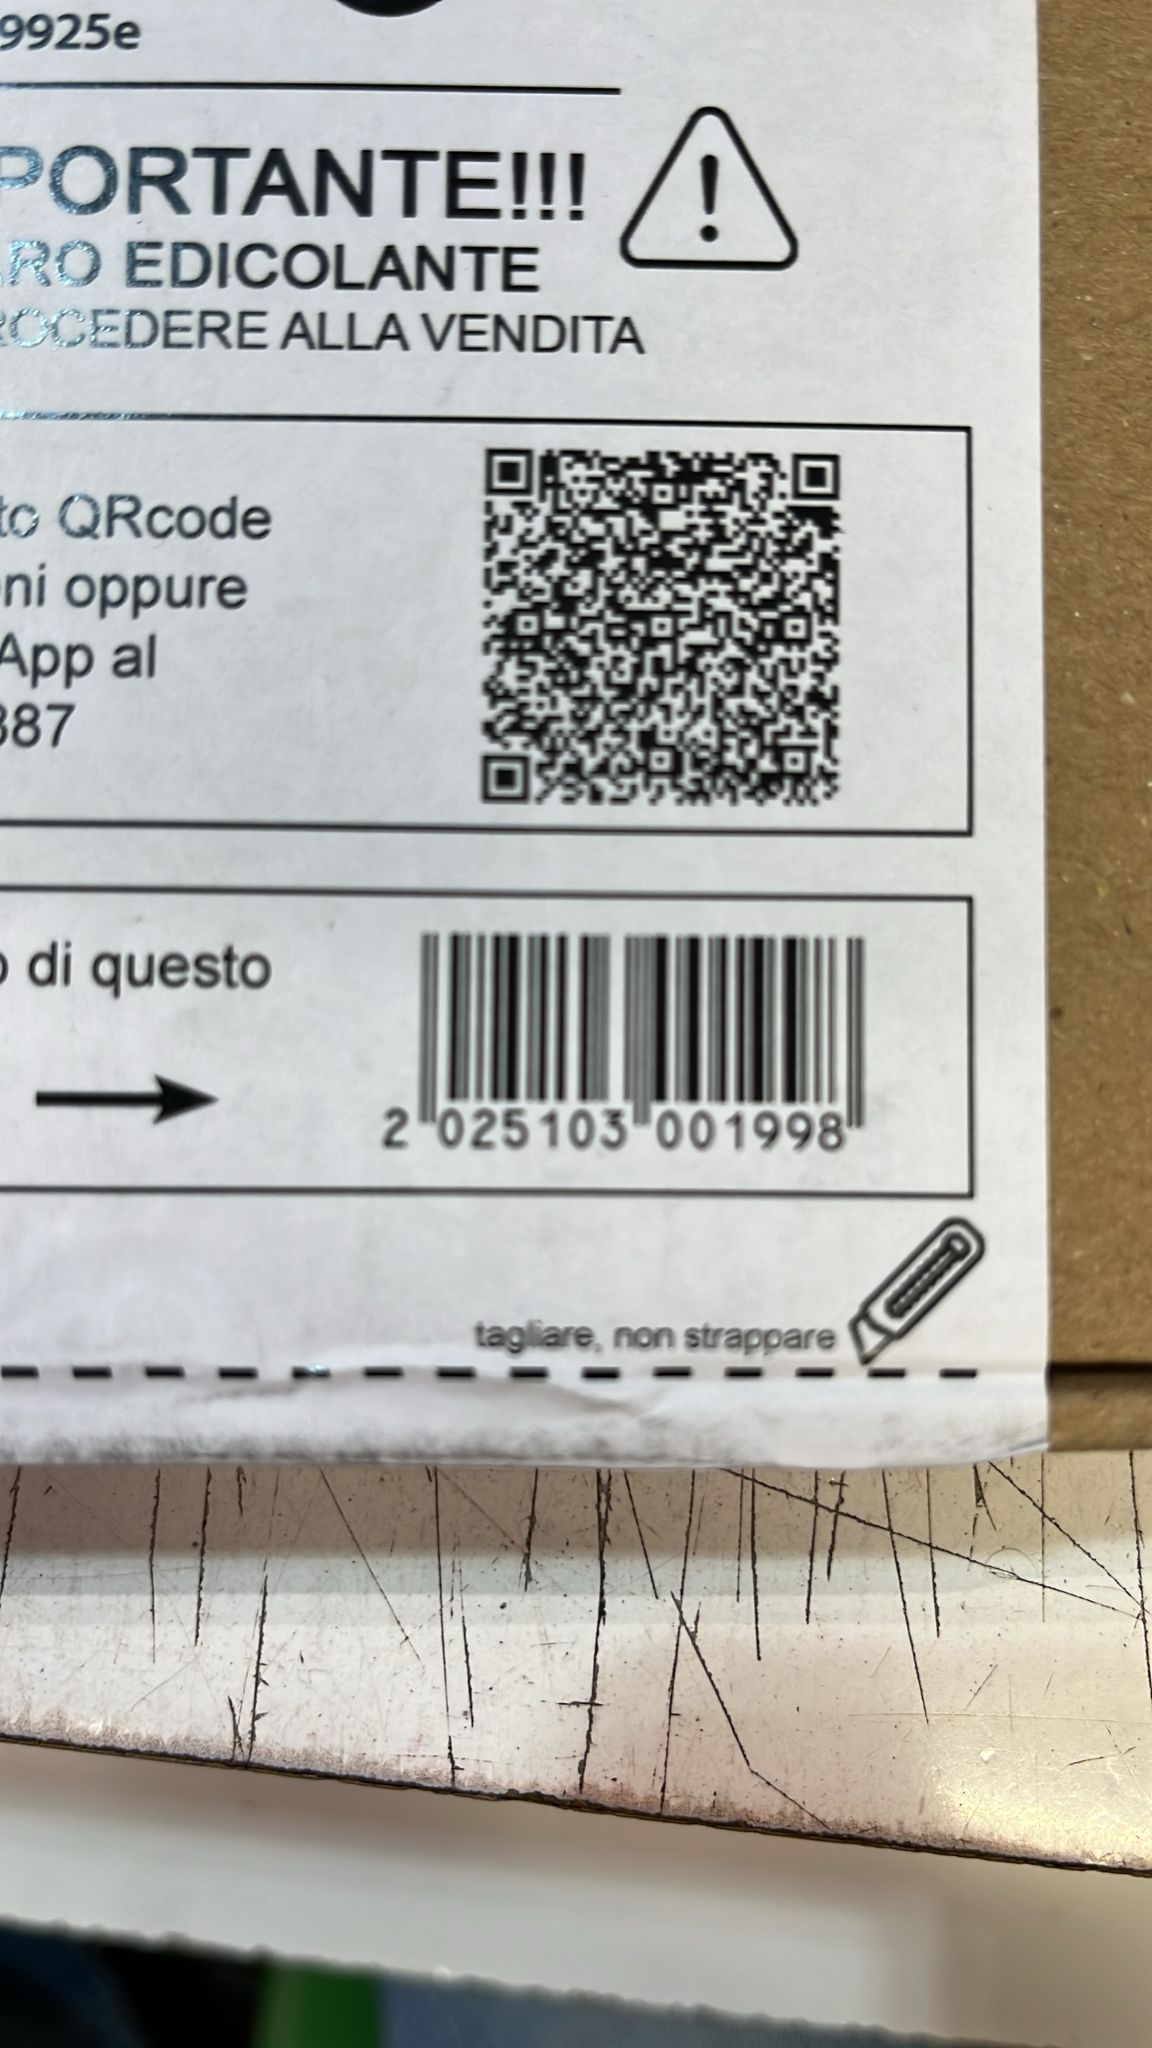 9925e
PORTANTE!!!
ARO EDICOLANTE
ROCEDERE ALLA VENDITA
to QRcode
ni oppure
App al
387
o di questo
2 025103 001998
tagliare, non strappare